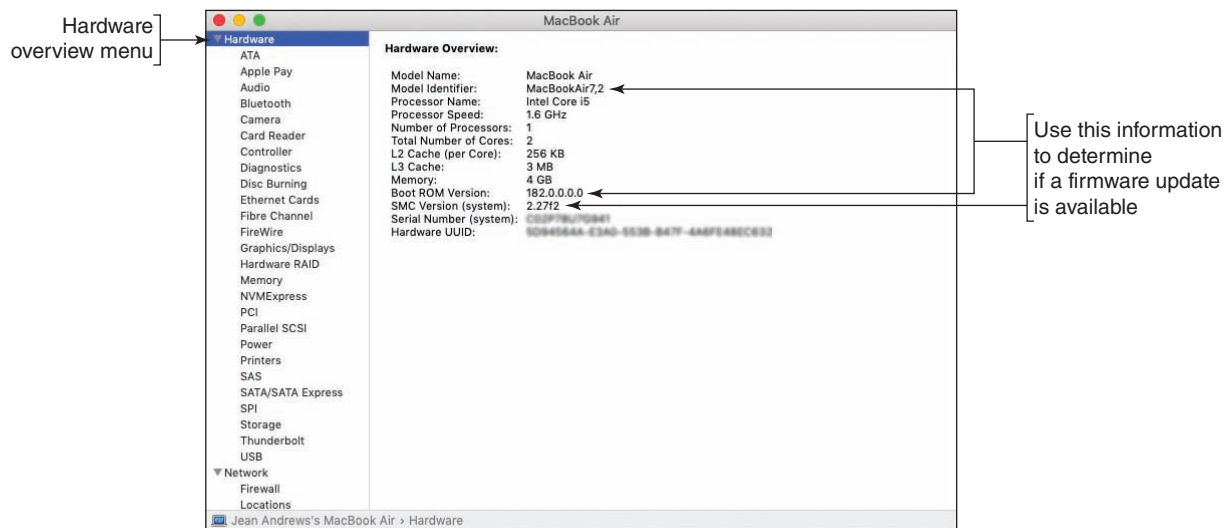 Hardware
overview menu
MacBook Air
Hardware
ATA
Apple Pay
Audio
Bluetooth
Camera
Card Reader
Controller
Diagnostics
Disc Burning
Ethernet Cards
Fibre Channel
FireWire
Graphics/Displays
Hardware RAID
Memory
NVMExpress
PCI
Parallel SCSI
Power
Printers
SAS
SATA/SATA Express
SPI
Storage
Thunderbolt
USB
Network
Firewall
Locations
Hardware Overview:
Model Name: MacBook Air
Model Identifier: MacBookAir7,2
Processor Name: Intel Core i5
Processor Speed: 1.6 GHz
Number of Processors: 1
Total Number of Cores: 2
L2 Cache (per Core): 256 KB
L3 Cache: 3 MB
Memory: 4 GB
Boot ROM Version: 182.0.0.0.0
SMC Version (system): 2.27f2
Serial Number (system):
Hardware UUID:
Use this information
to determine
if a firmware update
is available
Jean Andrews's MacBook Air › Hardware